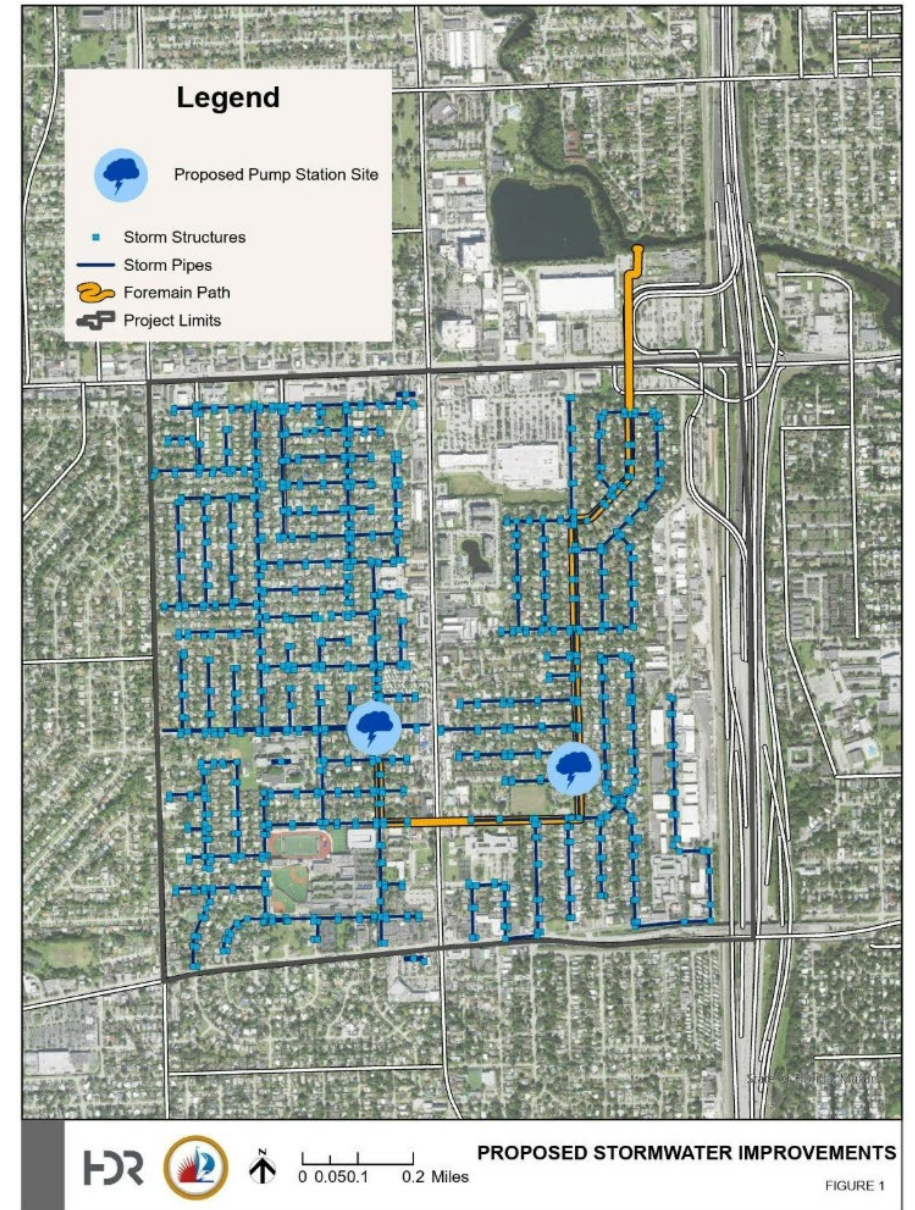 Legend
Proposed Pump Station Site
Storm Structures
Storm Pipes
Foremain Path
Project Limits
HDR
N
0 0.050.1 0.2 Miles
PROPOSED STORMWATER IMPROVEMENTS
FIGURE 1